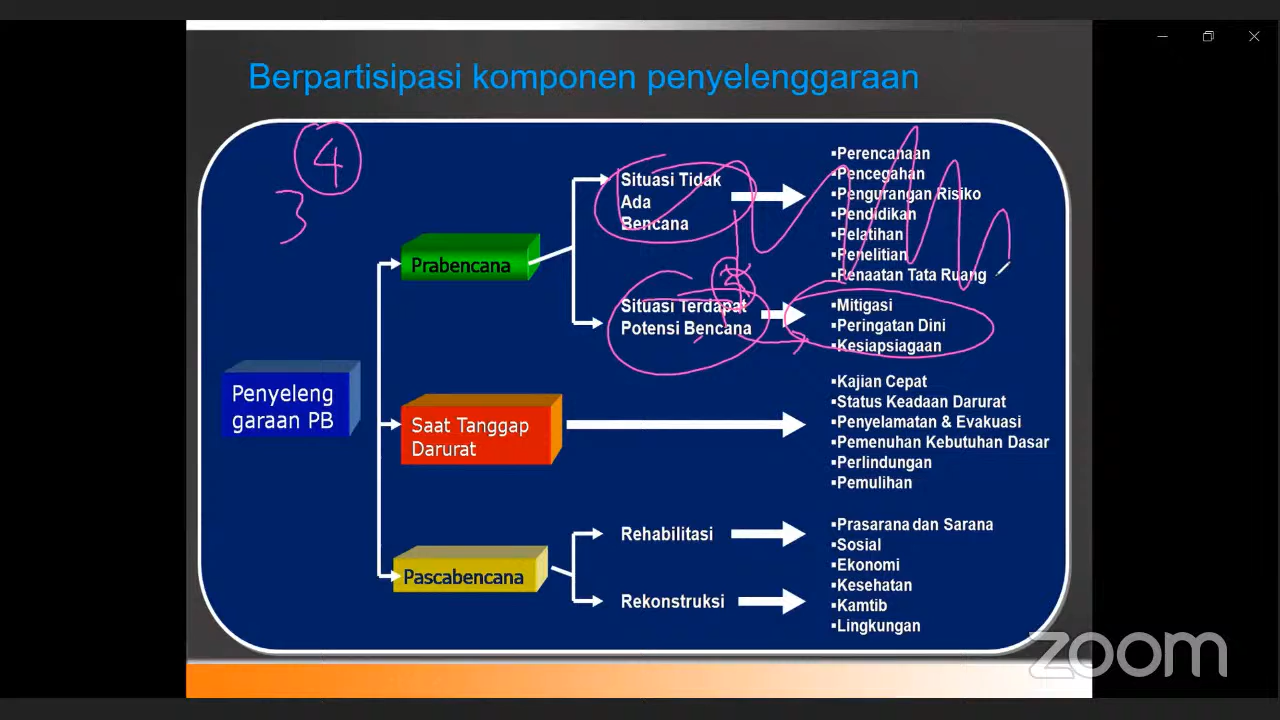 Berpartisipasi komponen penyelenggaraan
4
3
Situasi Tidak
Ada
Bencana
▪Perencanaan
▪Pencegahan
▪Pengurangan Risiko
▪Pendidikan
▪Pelatihan
▪Penelitian
▪Penaatan Tata Ruang
Prabencana
2
Situasi Terdapat
Potensi Bencana
▪Mitigasi
▪Peringatan Dini
▪Kesiapsiagaan
Penyeleng
garaan PB
Saat Tanggap
Darurat
▪Kajian Cepat
▪Status Keadaan Darurat
▪Penyelamatan & Evakuasi
▪Pemenuhan Kebutuhan Dasar
▪Perlindungan
▪Pemulihan
Pascabencana
Rehabilitasi
Rekonstruksi
▪Prasarana dan Sarana
▪Sosial
▪Ekonomi
▪Kesehatan
▪Kamtib
▪Lingkungan
zoom